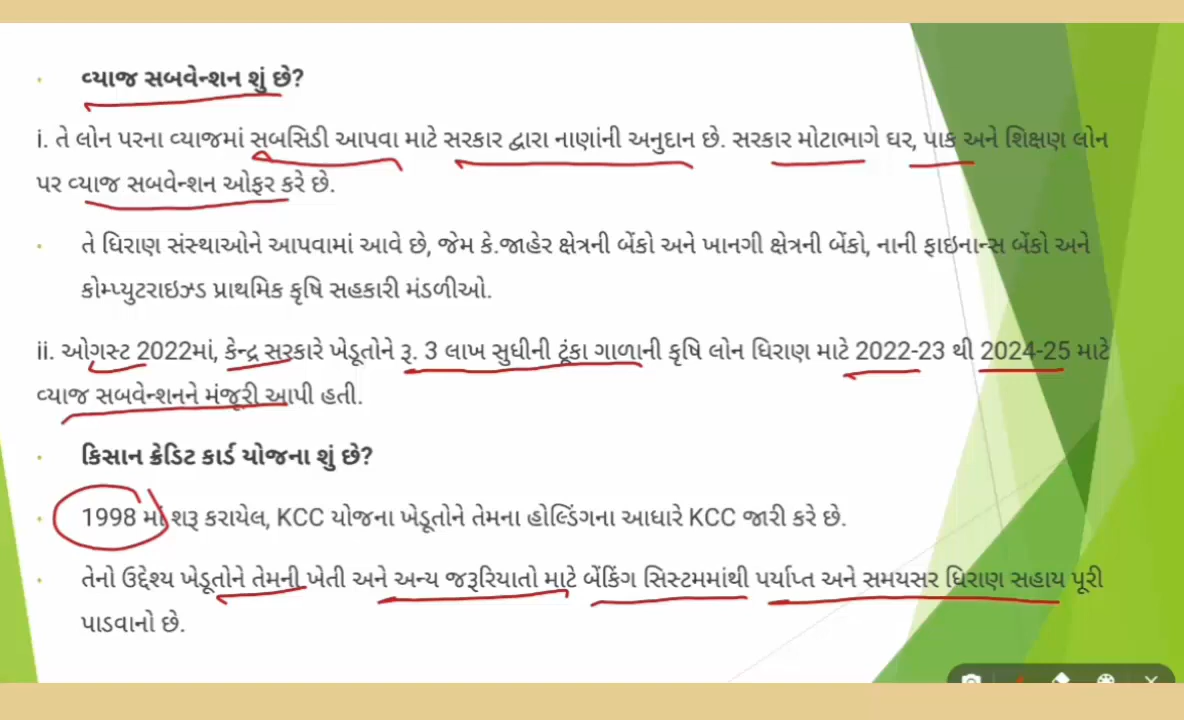 • વ્યાજ સબવેન્શન શું છે?
i. તે લોન પરના વ્યાજમાં સબસિડી આપવા માટે સરકાર દ્વારા નાણાંની અનુદાન છે. સરકાર મોટાભાગે ઘર, પાક અને શિક્ષણ લોન
પર વ્યાજ સબવેન્શન ઓફર કરે છે.
• તે ધિરાણ સંસ્થાઓને આપવામાં આવે છે, જેમ કે.જાહેર ક્ષેત્રની બેંકો અને ખાનગી ક્ષેત્રની બેંકો, નાની ફાઇનાન્સ બેંકો અને
કોમ્પ્યુટરાઇઝ્ડ પ્રાથમિક કૃષિ સહકારી મંડળીઓ.
ii. ઓગસ્ટ 2022માં, કેન્દ્ર સરકારે ખેડૂતોને રૂ. 3 લાખ સુધીની ટૂંકા ગાળાની કૃષિ લોન ધિરાણ માટે 2022-23 થી 2024-25 માટે
વ્યાજ સબવેન્શનને મંજૂરી આપી હતી.
• કિસાન ક્રેડિટ કાર્ડ યોજના શું છે?
• 1998 માં શરૂ કરાયેલ, KCC યોજના ખેડૂતોને તેમના હોલ્ડિંગના આધારે KCC જારી કરે છે.
• તેનો ઉદ્દેશ્ય ખેડૂતોને તેમની ખેતી અને અન્ય જરૂરિયાતો માટે બેંકિંગ સિસ્ટમમાંથી પર્યાપ્ત અને સમયસર ધિરાણ સહાય પૂરી
પાડવાનો છે.